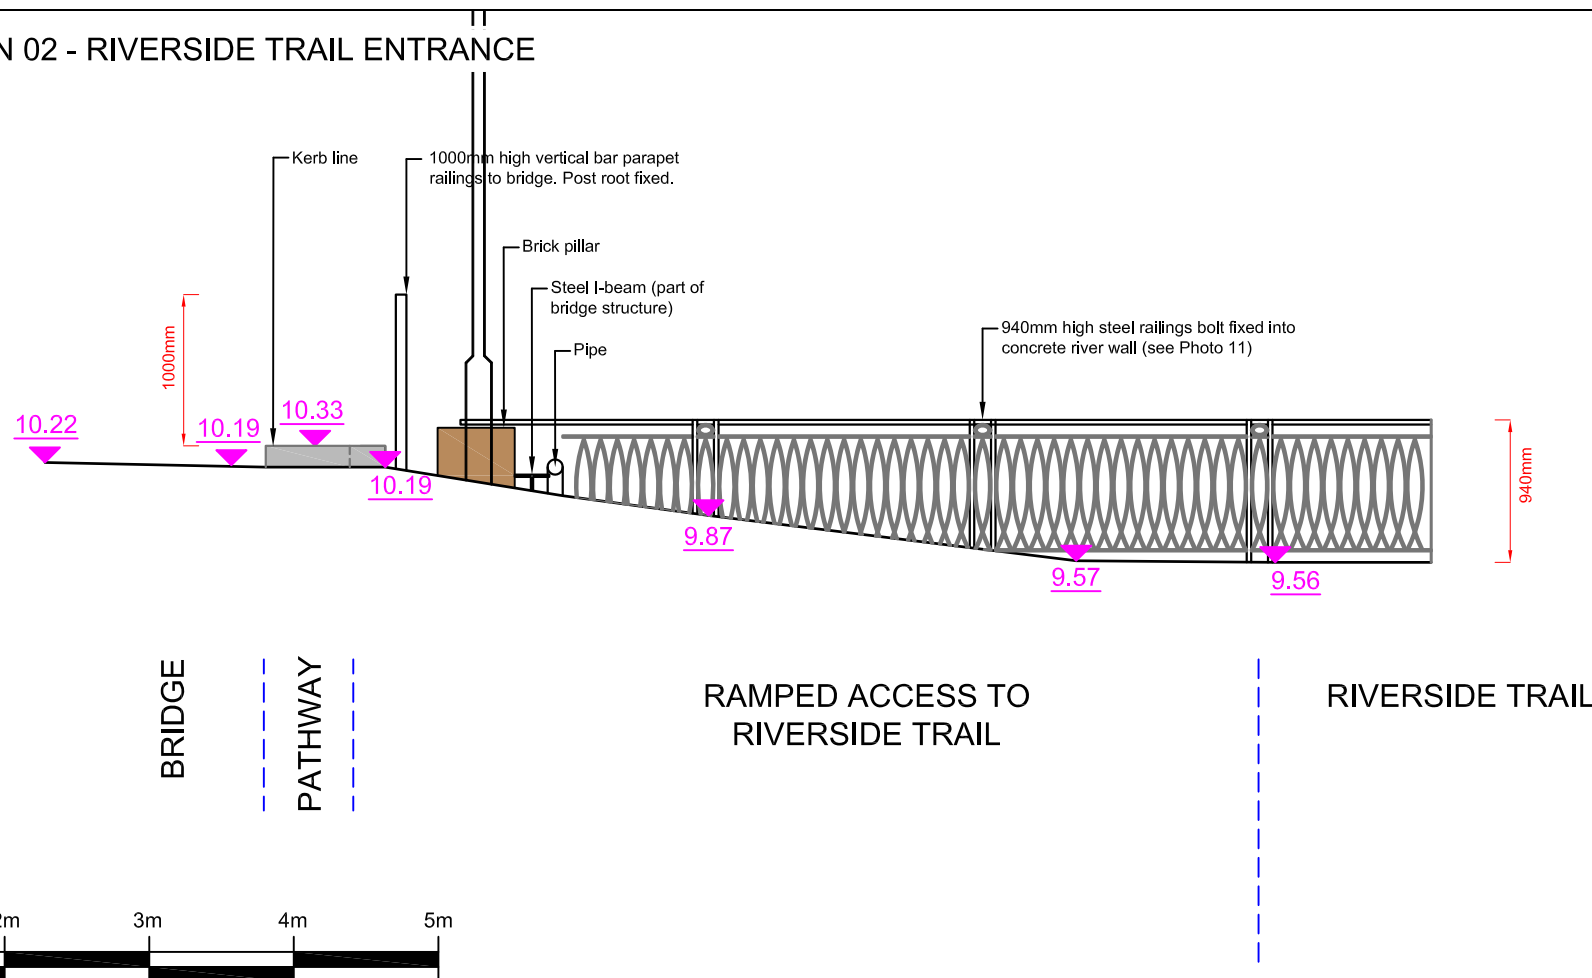 N 02 - RIVERSIDE TRAIL ENTRANCE
Kerb line
1000mm high vertical bar parapet
railings to bridge. Post root fixed.
Brick pillar
Steel I-beam (part of
bridge structure)
Pipe
940mm high steel railings bolt fixed into
concrete river wall (see Photo 11)
1000mm
940mm
10.22
10.19
10.33
10.19
9.87
9.57
9.56
BRIDGE
PATHWAY
RAMPED ACCESS TO
RIVERSIDE TRAIL
RIVERSIDE TRAIL
2m 3m 4m 5m